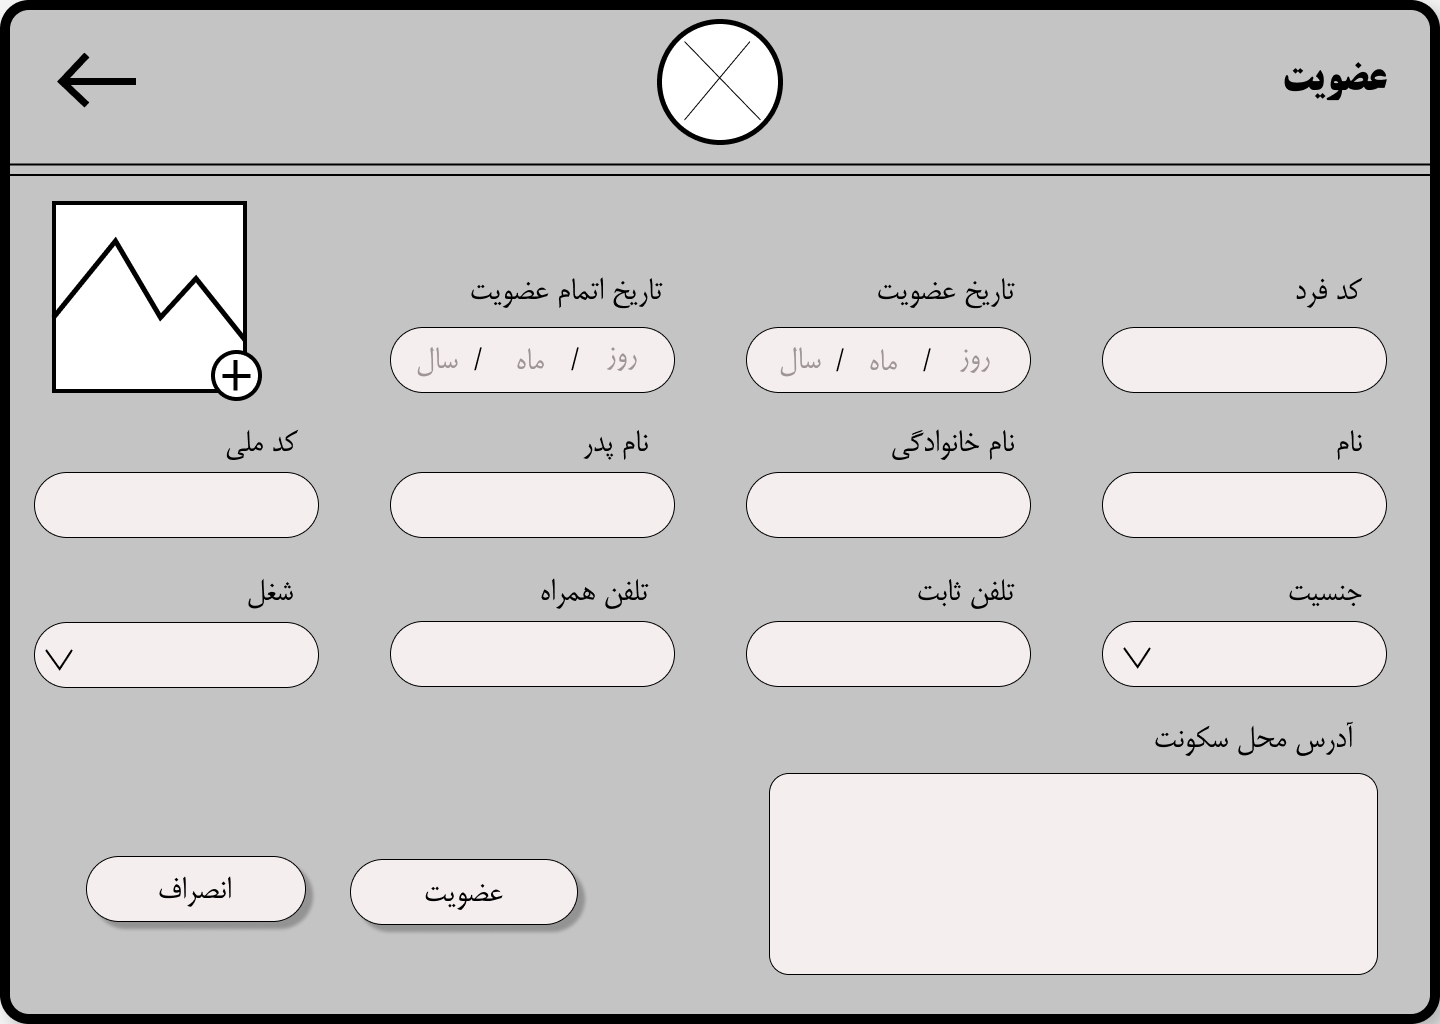 عضویت
کد فرد
تاریخ عضویت
تاریخ اتمام عضویت
روز / ماه / سال
روز / ماه / سال
نام
نام خانوادگی
نام پدر
کد ملی
جنسیت
تلفن ثابت
تلفن همراه
شغل
آدرس محل سکونت
عضویت
انصراف